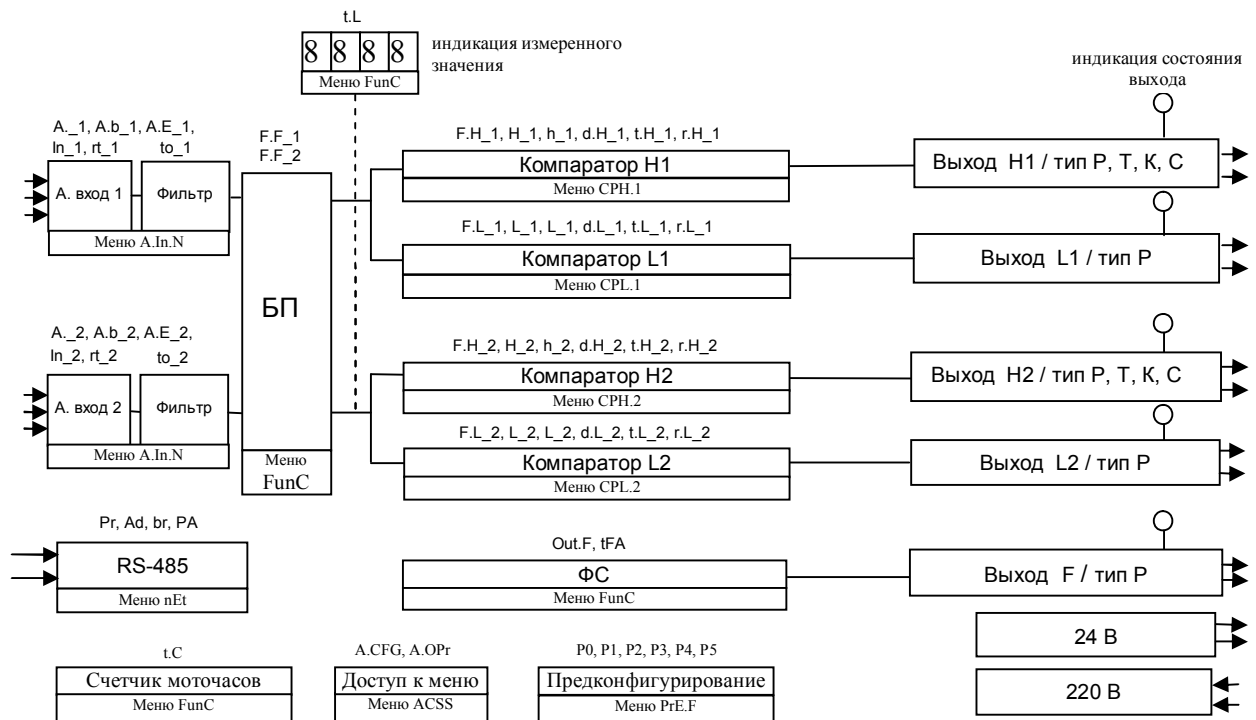 t.L
8 8 8 8
Меню FunC
индикация измеренного
значения
индикация состояния
выхода
A._1, A.b_1, A.E_1,
In_1, rt_1 to_1
А. вход 1
Фильтр
Меню A.In.N
F.F_1
F.F_2
БП
Меню
FunC
F.H_1, H_1, h_1, d.H_1, t.H_1, r.H_1
Компаратор H1
Меню CPH.1
Выход H1 / тип Р, Т, К, С
F.L_1, L_1, L_1, d.L_1, t.L_1, r.L_1
Компаратор L1
Меню CPL.1
Выход L1 / тип Р
A._2, A.b_2, A.E_2,
In_2, rt_2 to_2
А. вход 2
Фильтр
Меню A.In.N
F.H_2, H_2, h_2, d.H_2, t.H_2, r.H_2
Компаратор H2
Меню CPH.2
Выход H2 / тип Р, Т, К, С
F.L_2, L_2, L_2, d.L_2, t.L_2, r.L_2
Компаратор L2
Меню CPL.2
Выход L2 / тип Р
Pr, Ad, br, PA
RS-485
Меню nEt
Out.F, tFA
ФС
Меню FunC
Выход F / тип Р
24 В
220 В
t.C
Счетчик моточасов
Меню FunC
A.CFG, A.OPr
Доступ к меню
Меню ACSS
P0, P1, P2, P3, P4, P5
Предконфигурирование
Меню PrE.F